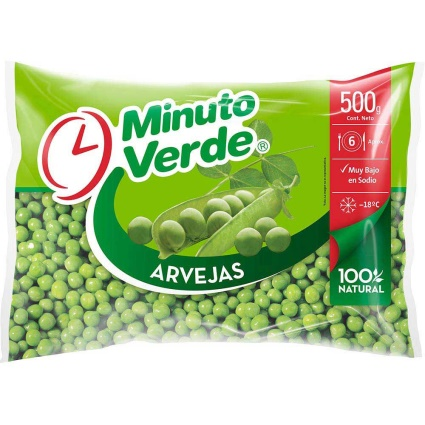 Minuto
Verde®
ARVEJAS
500g
Cont. Neto
6
✓ Muy Bajo
en Sodio
-18°C
100%
NATURAL